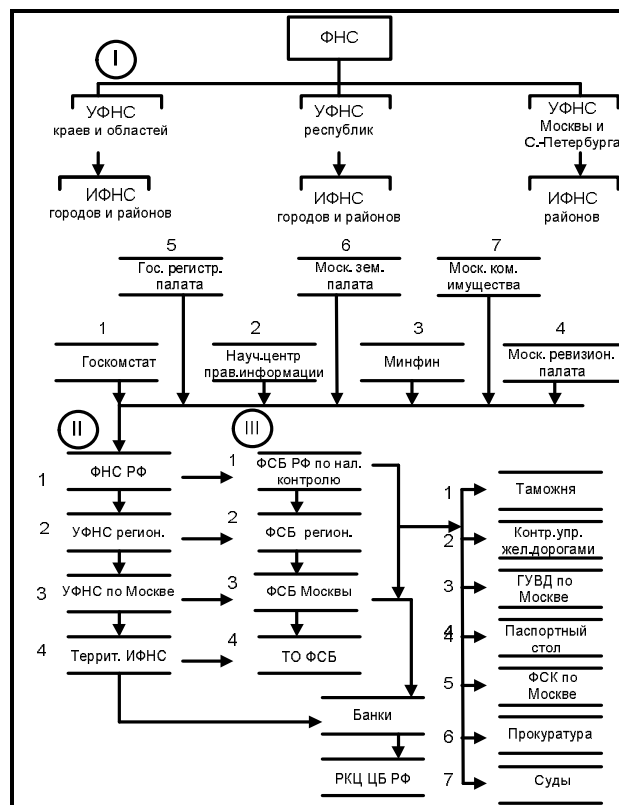 ФНС
I
УФНС
краев и областей
УФНС
республик
УФНС
Москвы и
С.-Петербурга
ИФНС
городов и районов
ИФНС
городов и районов
ИФНС
районов
5
Гос. регистр.
палата
6
Моск. зем.
палата
7
Моск. ком.
имущества
1
Госкомстат
2
Науч.центр
прав.информации
3
Минфин
4
Моск. ревизион.
палата
II
III
1
ФНС РФ
1
ФСБ РФ по нал.
контролю
1
Таможня
2
УФНС регион.
2
ФСБ регион.
2
Контр.упр.
жел.дорогами
3
УФНС по Москве
3
ФСБ Москвы
3
ГУВД по
Москве
4
Террит. ИФНС
4
ТО ФСБ
4
4
Паспортный
стол
5
ФСК по
Москве
Банки
6
Прокуратура
РКЦ ЦБ РФ
7
Суды